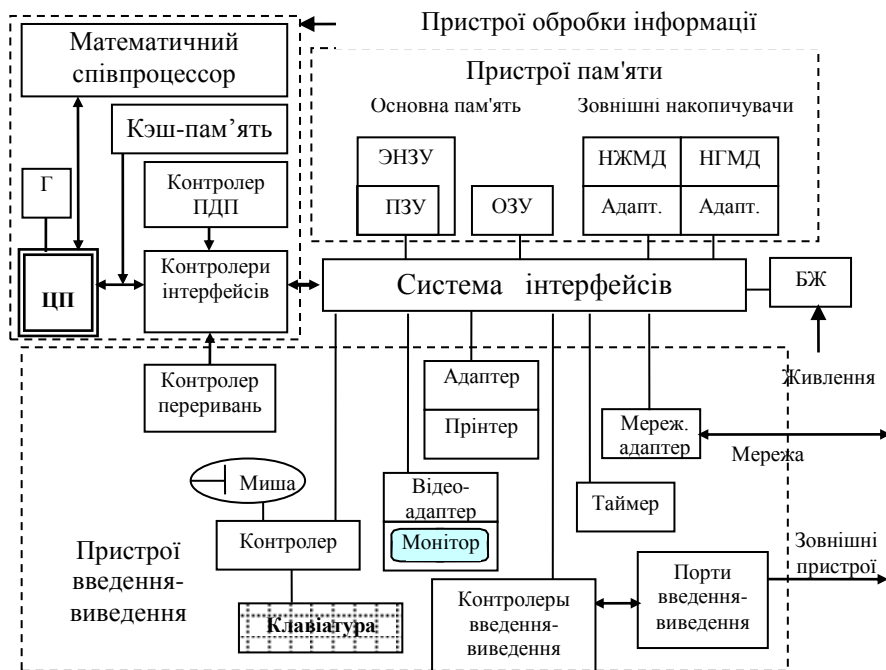 Пристрої обробки інформації
Математичний
співпроцессор
Кэш-пам’ять
Г
Контролер
ПДП
ЦП
Контролери
інтерфейсів
Контролер
переривань
Пристрої пам'яти
Основна пам'ять
Зовнішні накопичувачи
ЭНЗУ
ПЗУ
ОЗУ
НЖМД
НГМД
Адапт.
Адапт.
Система інтерфейсів
БЖ
Живлення
Адаптер
Прінтер
Мереж.
адаптер
Мережа
Миша
Відео-
адаптер
Монітор
Таймер
Контролер
Клавіатура
Пристрої
введення-
виведення
Контролеры
введення-
виведення
Порти
введення-
виведення
Зовнішні
пристрої